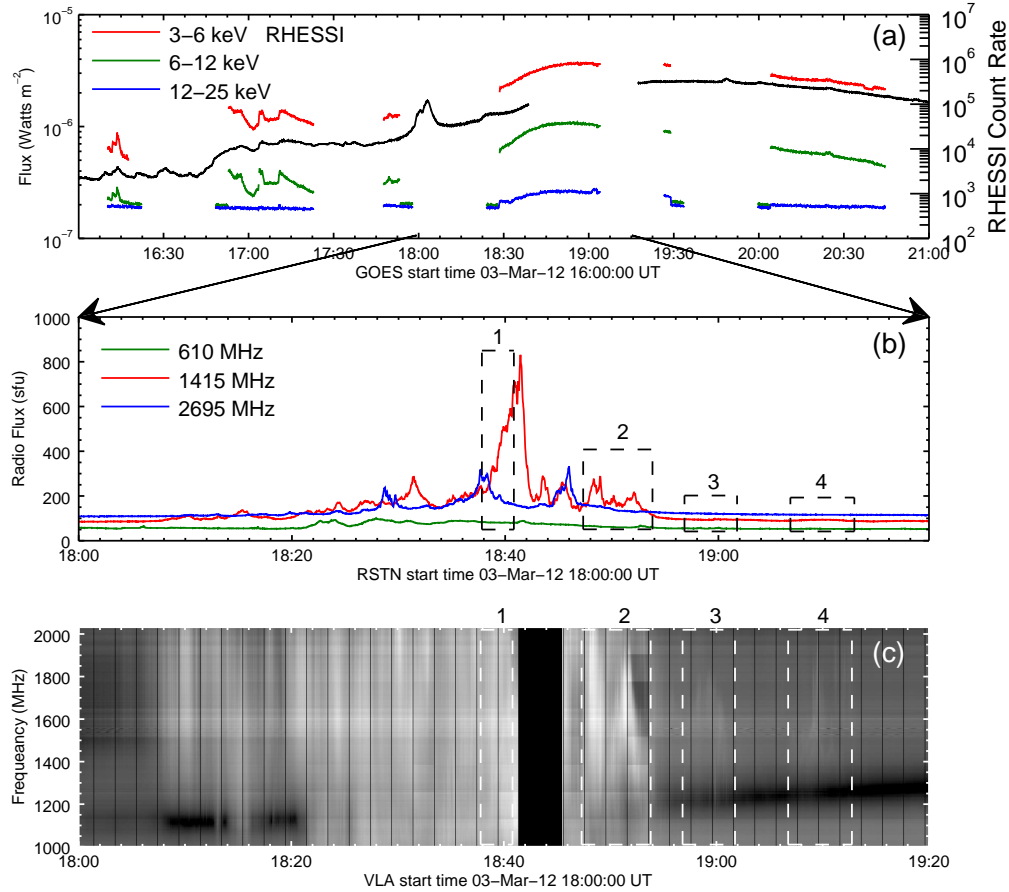 10⁻⁵
10⁻⁶
10⁻⁷
Flux (Watts m⁻²)
3−6 keV RHESSI
6−12 keV
12−25 keV
(a)
10⁷
10⁶
10⁵
10⁴
10³
10²
RHESSI Count Rate
16:30 17:00 17:30 18:00 18:30 19:00 19:30 20:00 20:30 21:00
GOES start time 03−Mar−12 16:00:00 UT
1000
800
600
400
200
0
Radio Flux (sfu)
610 MHz
1415 MHz
2695 MHz
(b)
1
2
3
4
18:00 18:20 18:40 19:00
RSTN start time 03−Mar−12 18:00:00 UT
1 2 3 4
(c)
2000
1800
1600
1400
1200
1000
Frequeancy (MHz)
18:00 18:20 18:40 19:00 19:20
VLA start time 03−Mar−12 18:00:00 UT